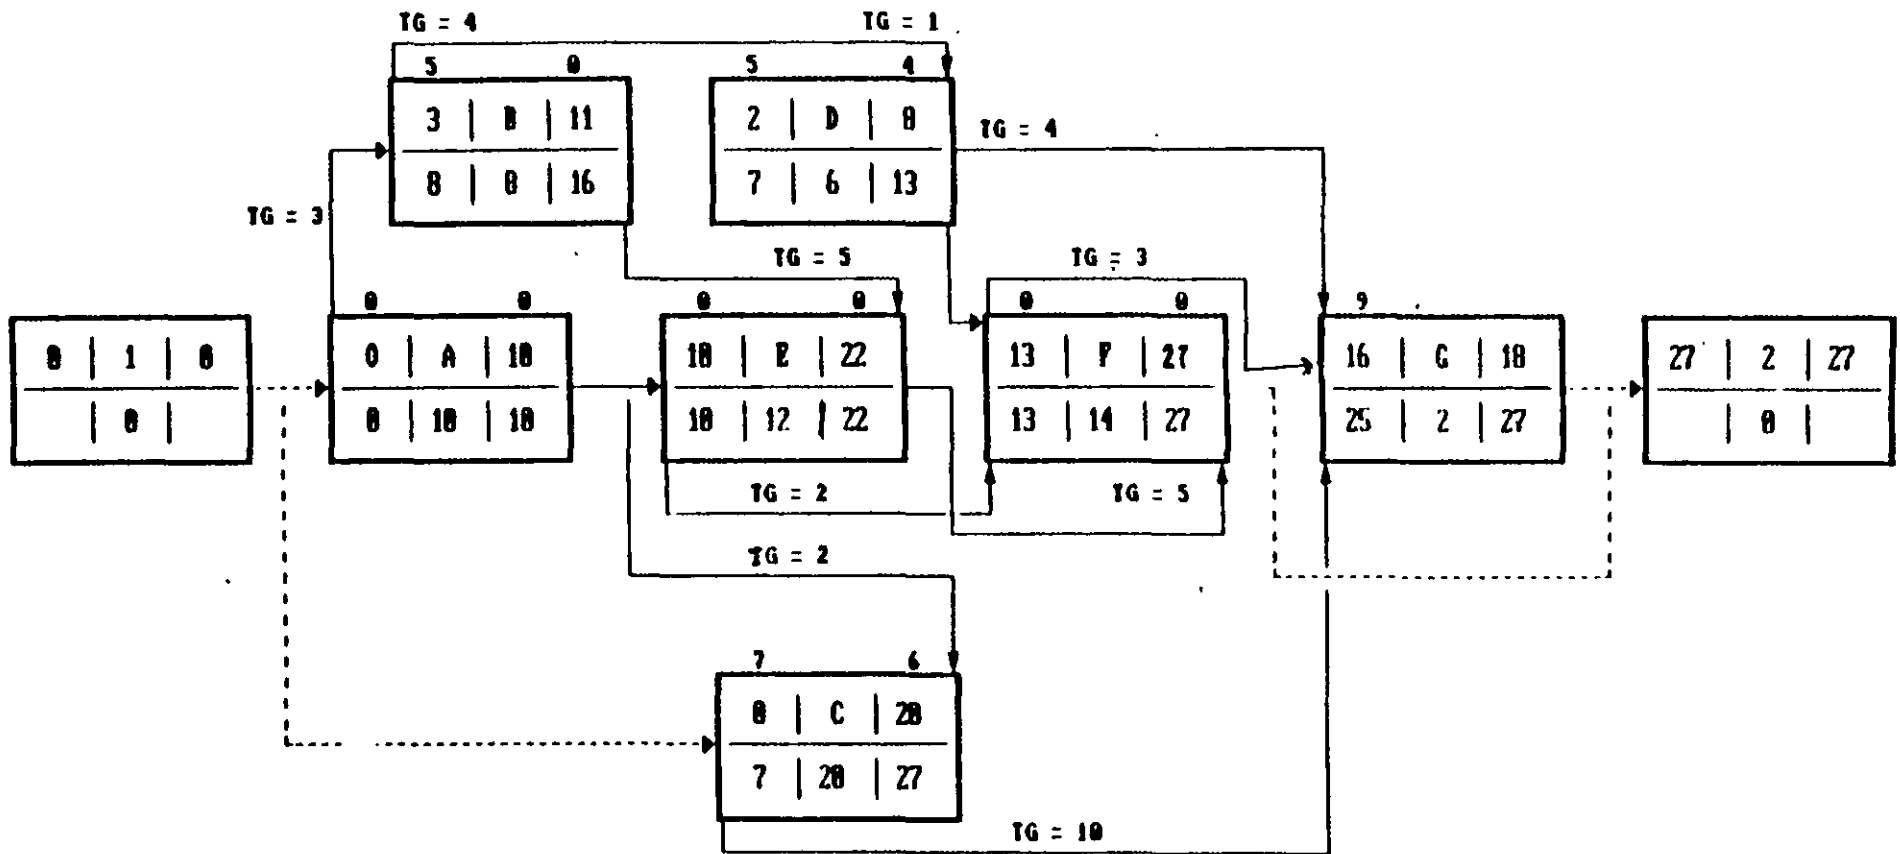 TG = 4
TG = 1
5 0
3 | B | 11
8 | 8 | 16
5 4
2 | D | 8
7 | 6 | 13
TG = 4
TG = 3
TG = 5
TG = 3
0 | 1 | 0
| 0 |
0 0
0 | A | 10
0 | 10 | 10
0 0
10 | E | 22
10 | 12 | 22
0 0
13 | F | 27
13 | 14 | 27
9
16 | G | 18
25 | 2 | 27
27 | 2 | 27
| 0 |
TG = 2
TG = 5
TG = 2
7 6
0 | C | 20
7 | 20 | 27
TG = 10